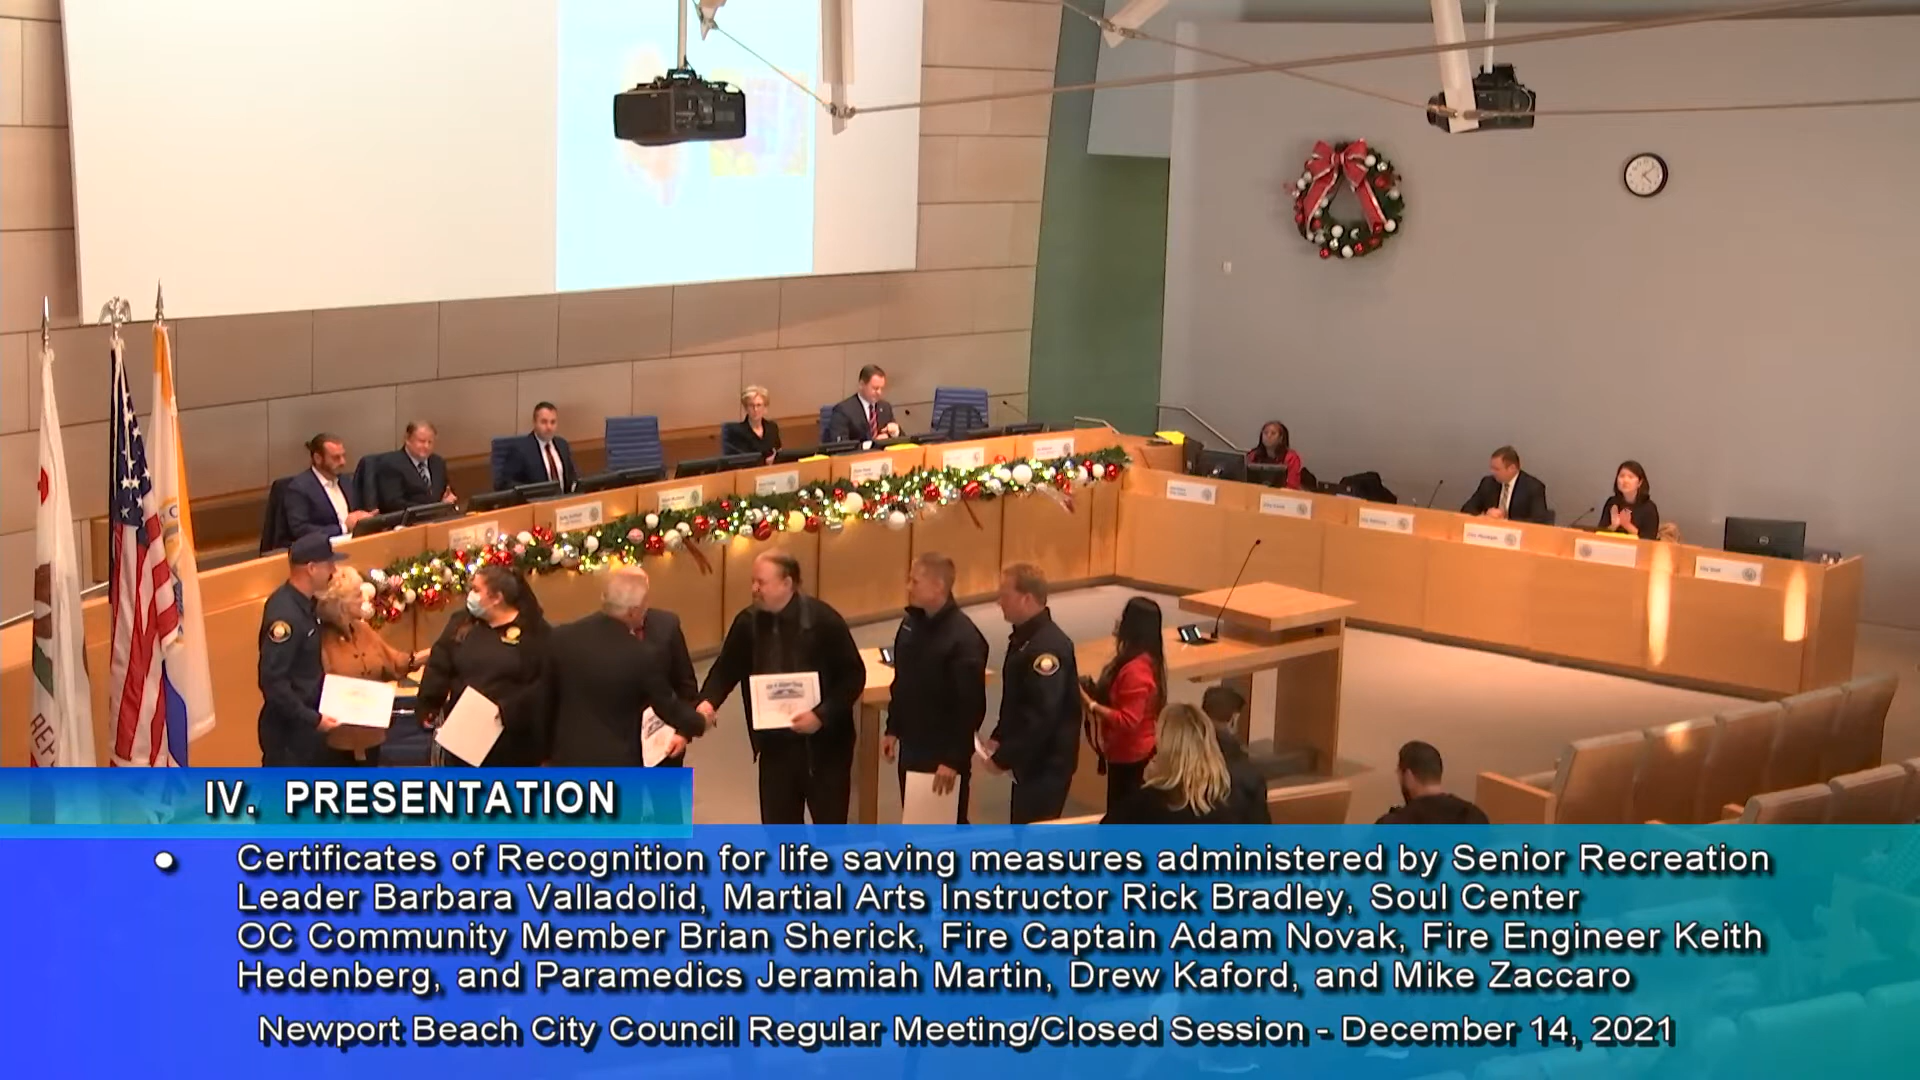 IV. PRESENTATION
• Certificates of Recognition for life saving measures administered by Senior Recreation
Leader Barbara Valladolid, Martial Arts Instructor Rick Bradley, Soul Center
OC Community Member Brian Sherick, Fire Captain Adam Novak, Fire Engineer Keith
Hedenberg, and Paramedics Jeramiah Martin, Drew Kaford, and Mike Zaccaro
Newport Beach City Council Regular Meeting/Closed Session - December 14, 2021